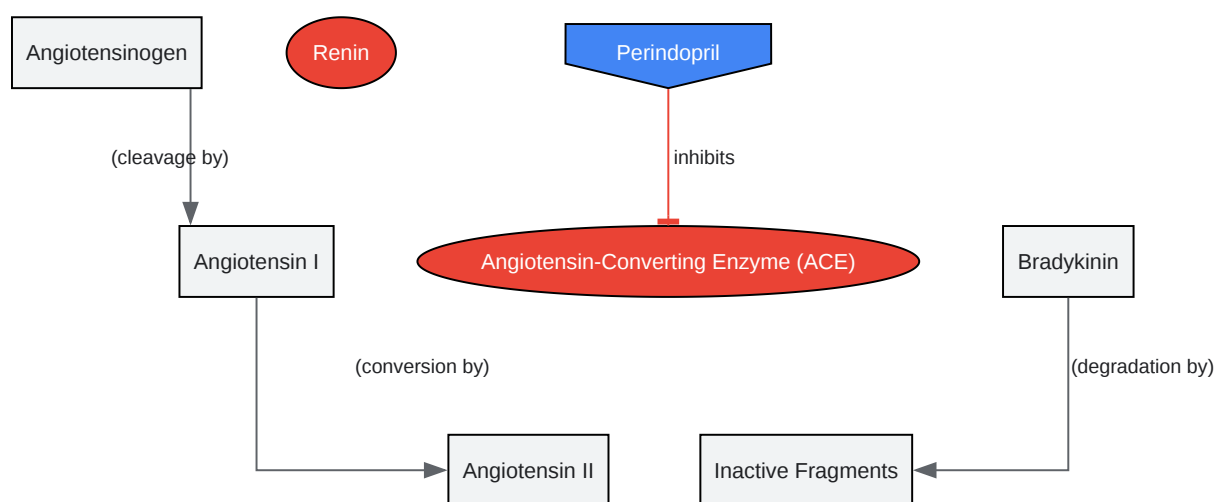 Angiotensinogen
Renin
Perindopril
(cleavage by)
inhibits
Angiotensin I
Angiotensin-Converting Enzyme (ACE)
Bradykinin
(conversion by)
(degradation by)
Angiotensin II
Inactive Fragments